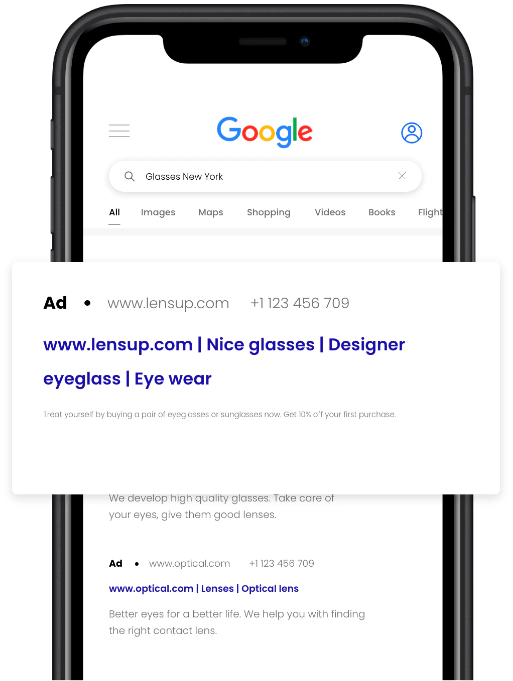 Google
Glasses New York
All Images Maps Shopping Videos Books Flight
Ad • www.lensup.com +1 123 456 709
www.lensup.com | Nice glasses | Designer
eyeglass | Eye wear
Treat yourself by buying a pair of eyeglasses or sunglasses now. Get 10% off your first purchase.
We develop high quality glasses. Take care of
your eyes, give them good lenses.
Ad • www.optical.com +1 123 456 709
www.optical.com | Lenses | Optical lens
Better eyes for a better life. We help you with finding
the right contact lens.